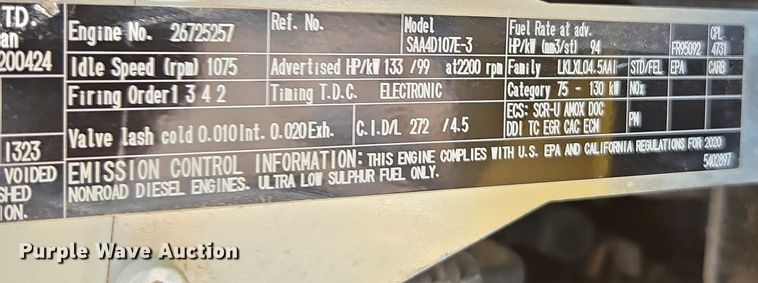 TD.
an
200424
1323
VOIDED
SHED
ION.
Engine No. 26725257
Ref. No.
Model
SAA4D107E-3
Fuel Rate at adv.
HP/kW (mm3/st) 94
FR95092
CPL
4731
Idle Speed (rpm) 1075
Advertised HP/kW 133 /99 at2200 rpm
Family LKLXL04.5AAI
STD/FEL
EPA
CARB
Firing Order1 3 4 2
Timing T.D.C. ELECTRONIC
Category 75 - 130 kW
NOx
Valve lash cold 0.010Int. 0.020Exh.
C.I.D/L 272 /4.5
ECS: SCR-U AMOX DOC
DDI TC EGR CAC ECM
PM
EMISSION CONTROL INFORMATION: THIS ENGINE COMPLIES WITH U.S. EPA AND CALIFORNIA REGULATIONS FOR 2020
NONROAD DIESEL ENGINES. ULTRA LOW SULPHUR FUEL ONLY.
5402897
Purple Wave Auction